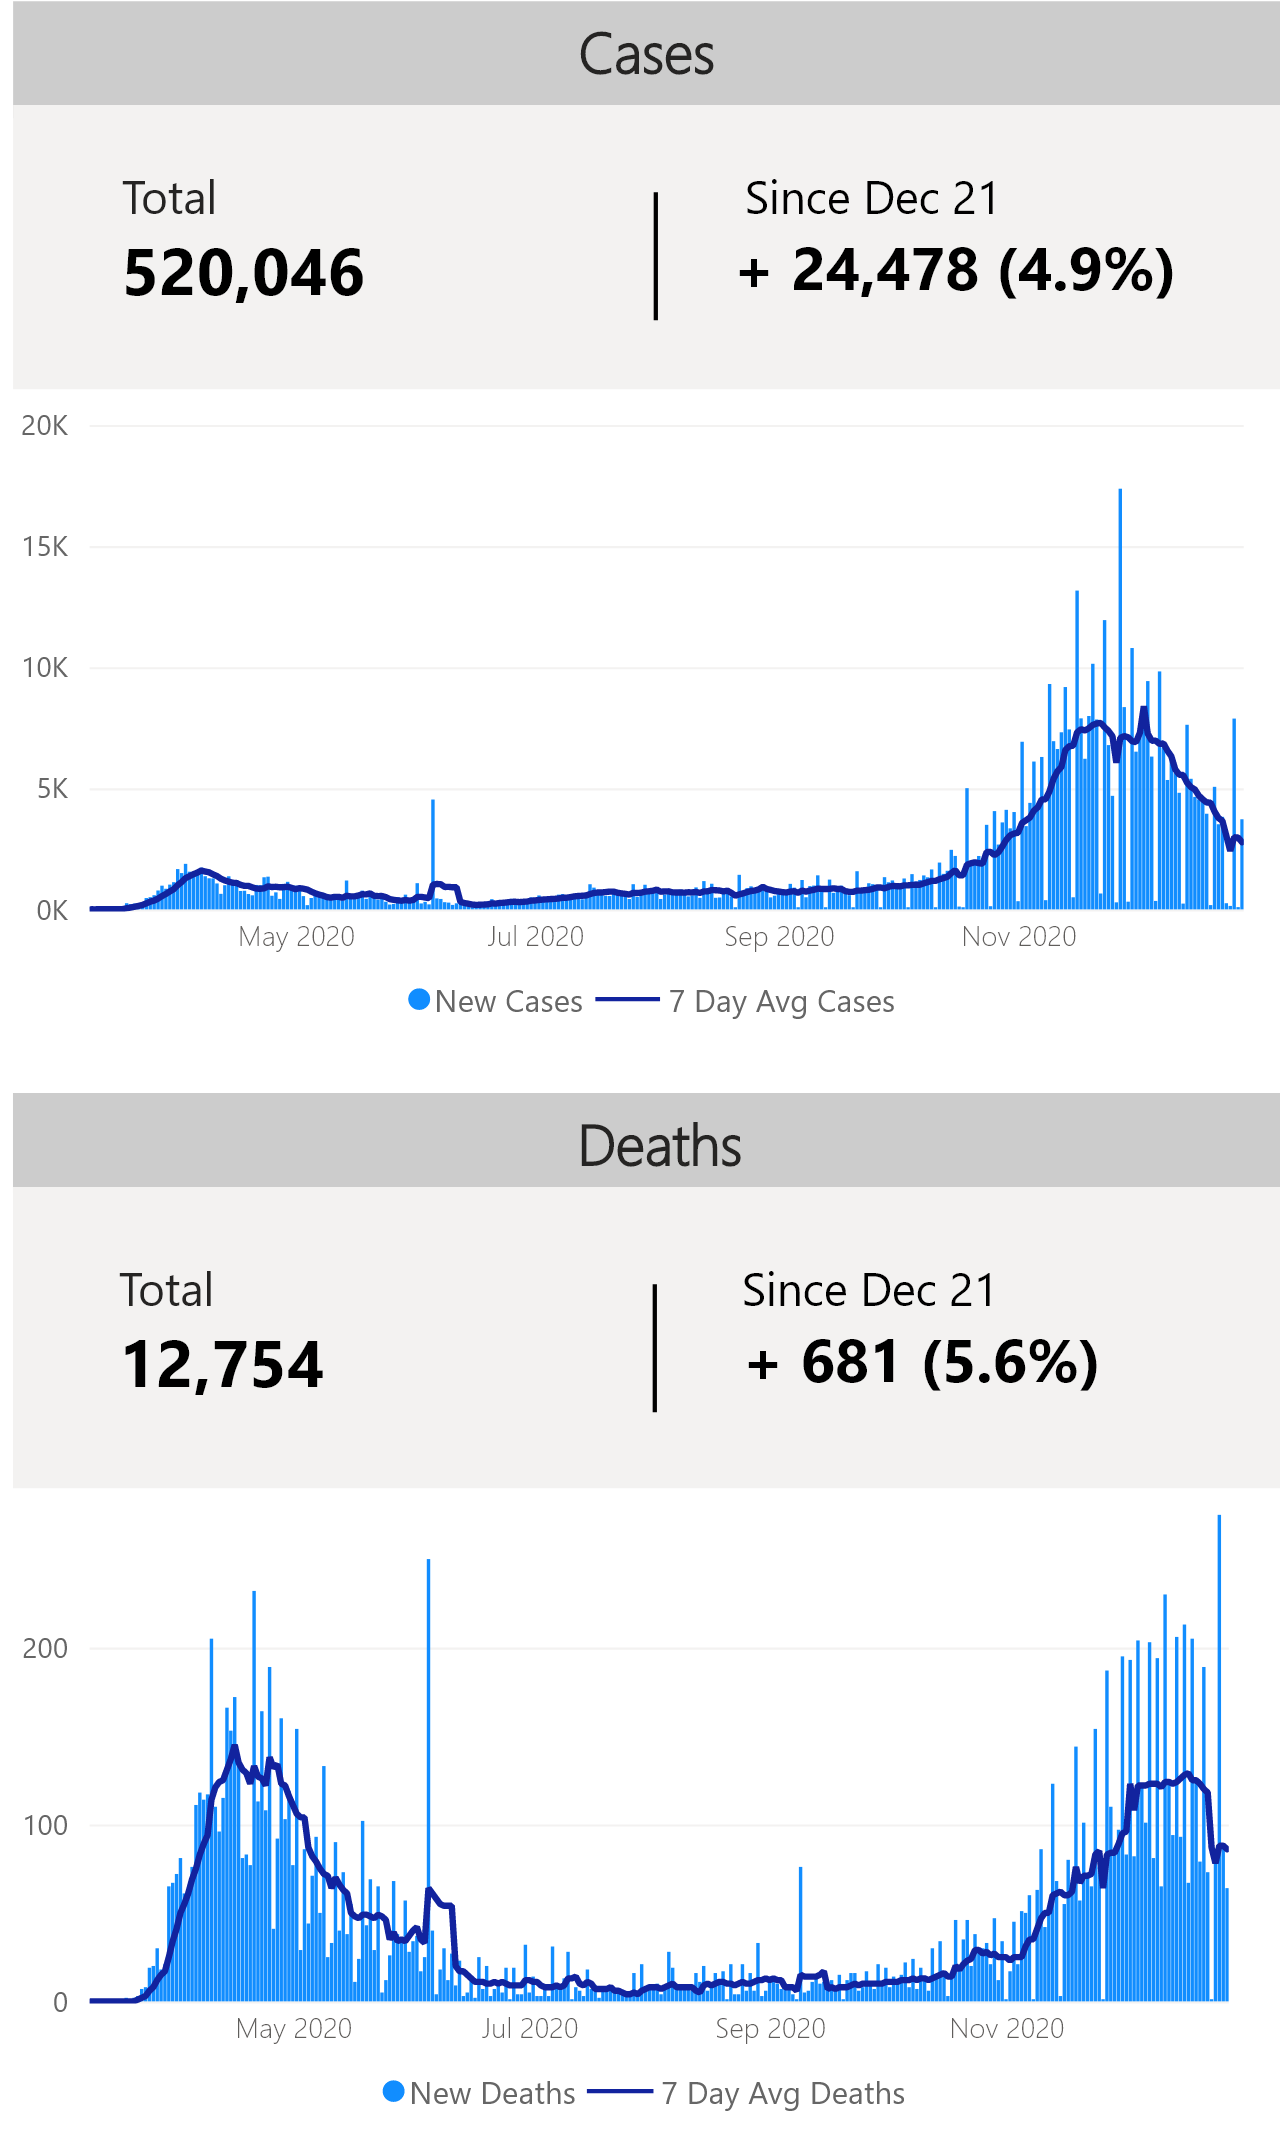 Cases
Total
Since Dec 21
520,046
+ 24,478 (4.9%)
20K
15K
10K
5K
0K
May 2020
Jul 2020
Sep 2020
Nov 2020
New Cases
7 Day Avg Cases
Deaths
Total
Since Dec 21
12,754
+ 681 (5.6%)
200
100
0
May 2020
Jul 2020
Sep 2020
Nov 2020
New Deaths
7 Day Avg Deaths